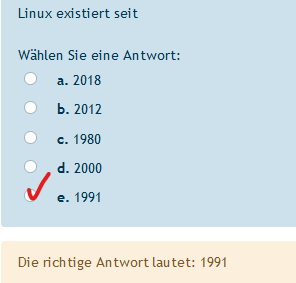 Linux existiert seit
Wählen Sie eine Antwort:
a. 2018
b. 2012
c. 1980
d. 2000
e. 1991
Die richtige Antwort lautet: 1991